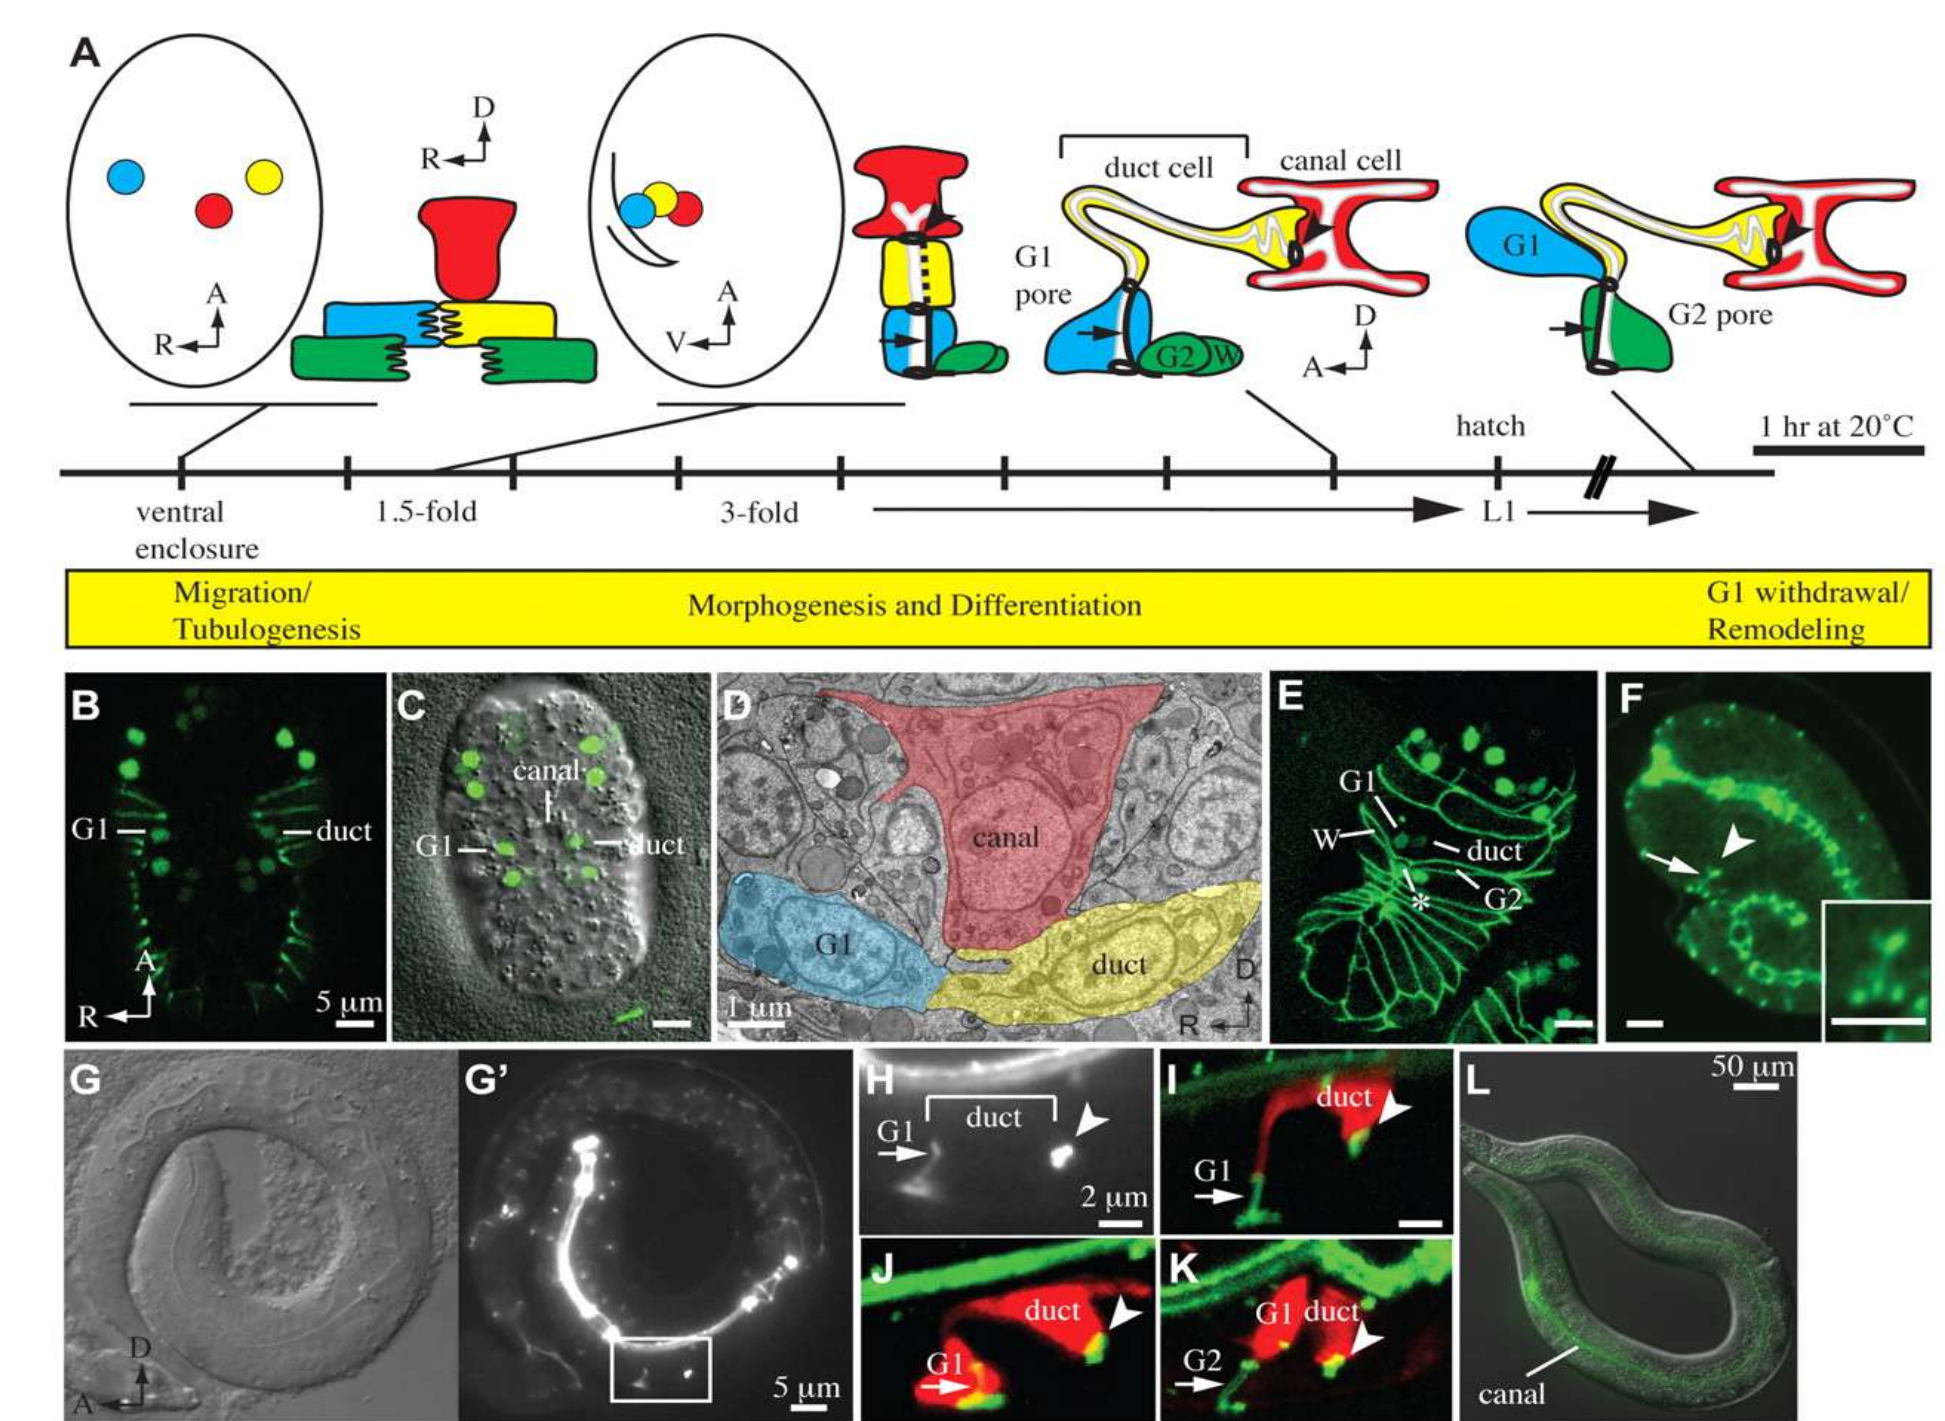 A
D
R
A
R
A
V
duct cell
canal cell
G1
pore
G2
W
D
A
G1
G2 pore
hatch
1 hr at 20˚C
ventral
enclosure
1.5-fold
3-fold
L1
Migration/
Tubulogenesis
Morphogenesis and Differentiation
G1 withdrawal/
Remodeling
B
G1
duct
A
R
5 μm
C
canal
G1
duct
D
canal
G1
duct
1 μm
D
R
E
G1
W
duct
G2
*
F
G
D
A
G’
5 μm
H
duct
G1
2 μm
I
duct
G1
J
duct
G1
K
G1 duct
G2
L
50 μm
canal